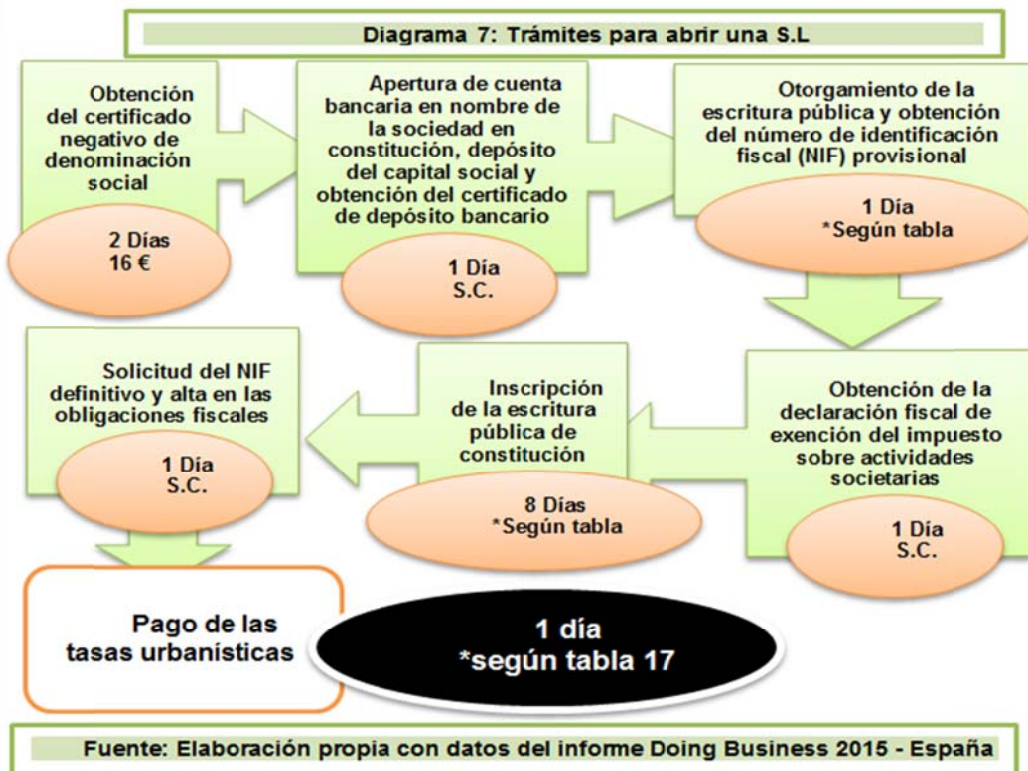 Diagrama 7: Trámites para abrir una S.L
Obtención
del certificado
negativo de
denominación
social
2 Días
16 €
Apertura de cuenta
bancaria en nombre de
la sociedad en
constitución, depósito
del capital social y
obtención del certificado
de depósito bancario
1 Día
S.C.
Otorgamiento de la
escritura pública y obtención
del número de identificación
fiscal (NIF) provisional
1 Día
*Según tabla
Obtención de la
declaración fiscal de
exención del impuesto
sobre actividades
societarias
1 Día
S.C.
Inscripción
de la escritura
pública de
constitución
8 Días
*Según tabla
Solicitud del NIF
definitivo y alta en las
obligaciones fiscales
1 Día
S.C.
Pago de las
tasas urbanísticas
1 día
*según tabla 17
Fuente: Elaboración propia con datos del informe Doing Business 2015 - España